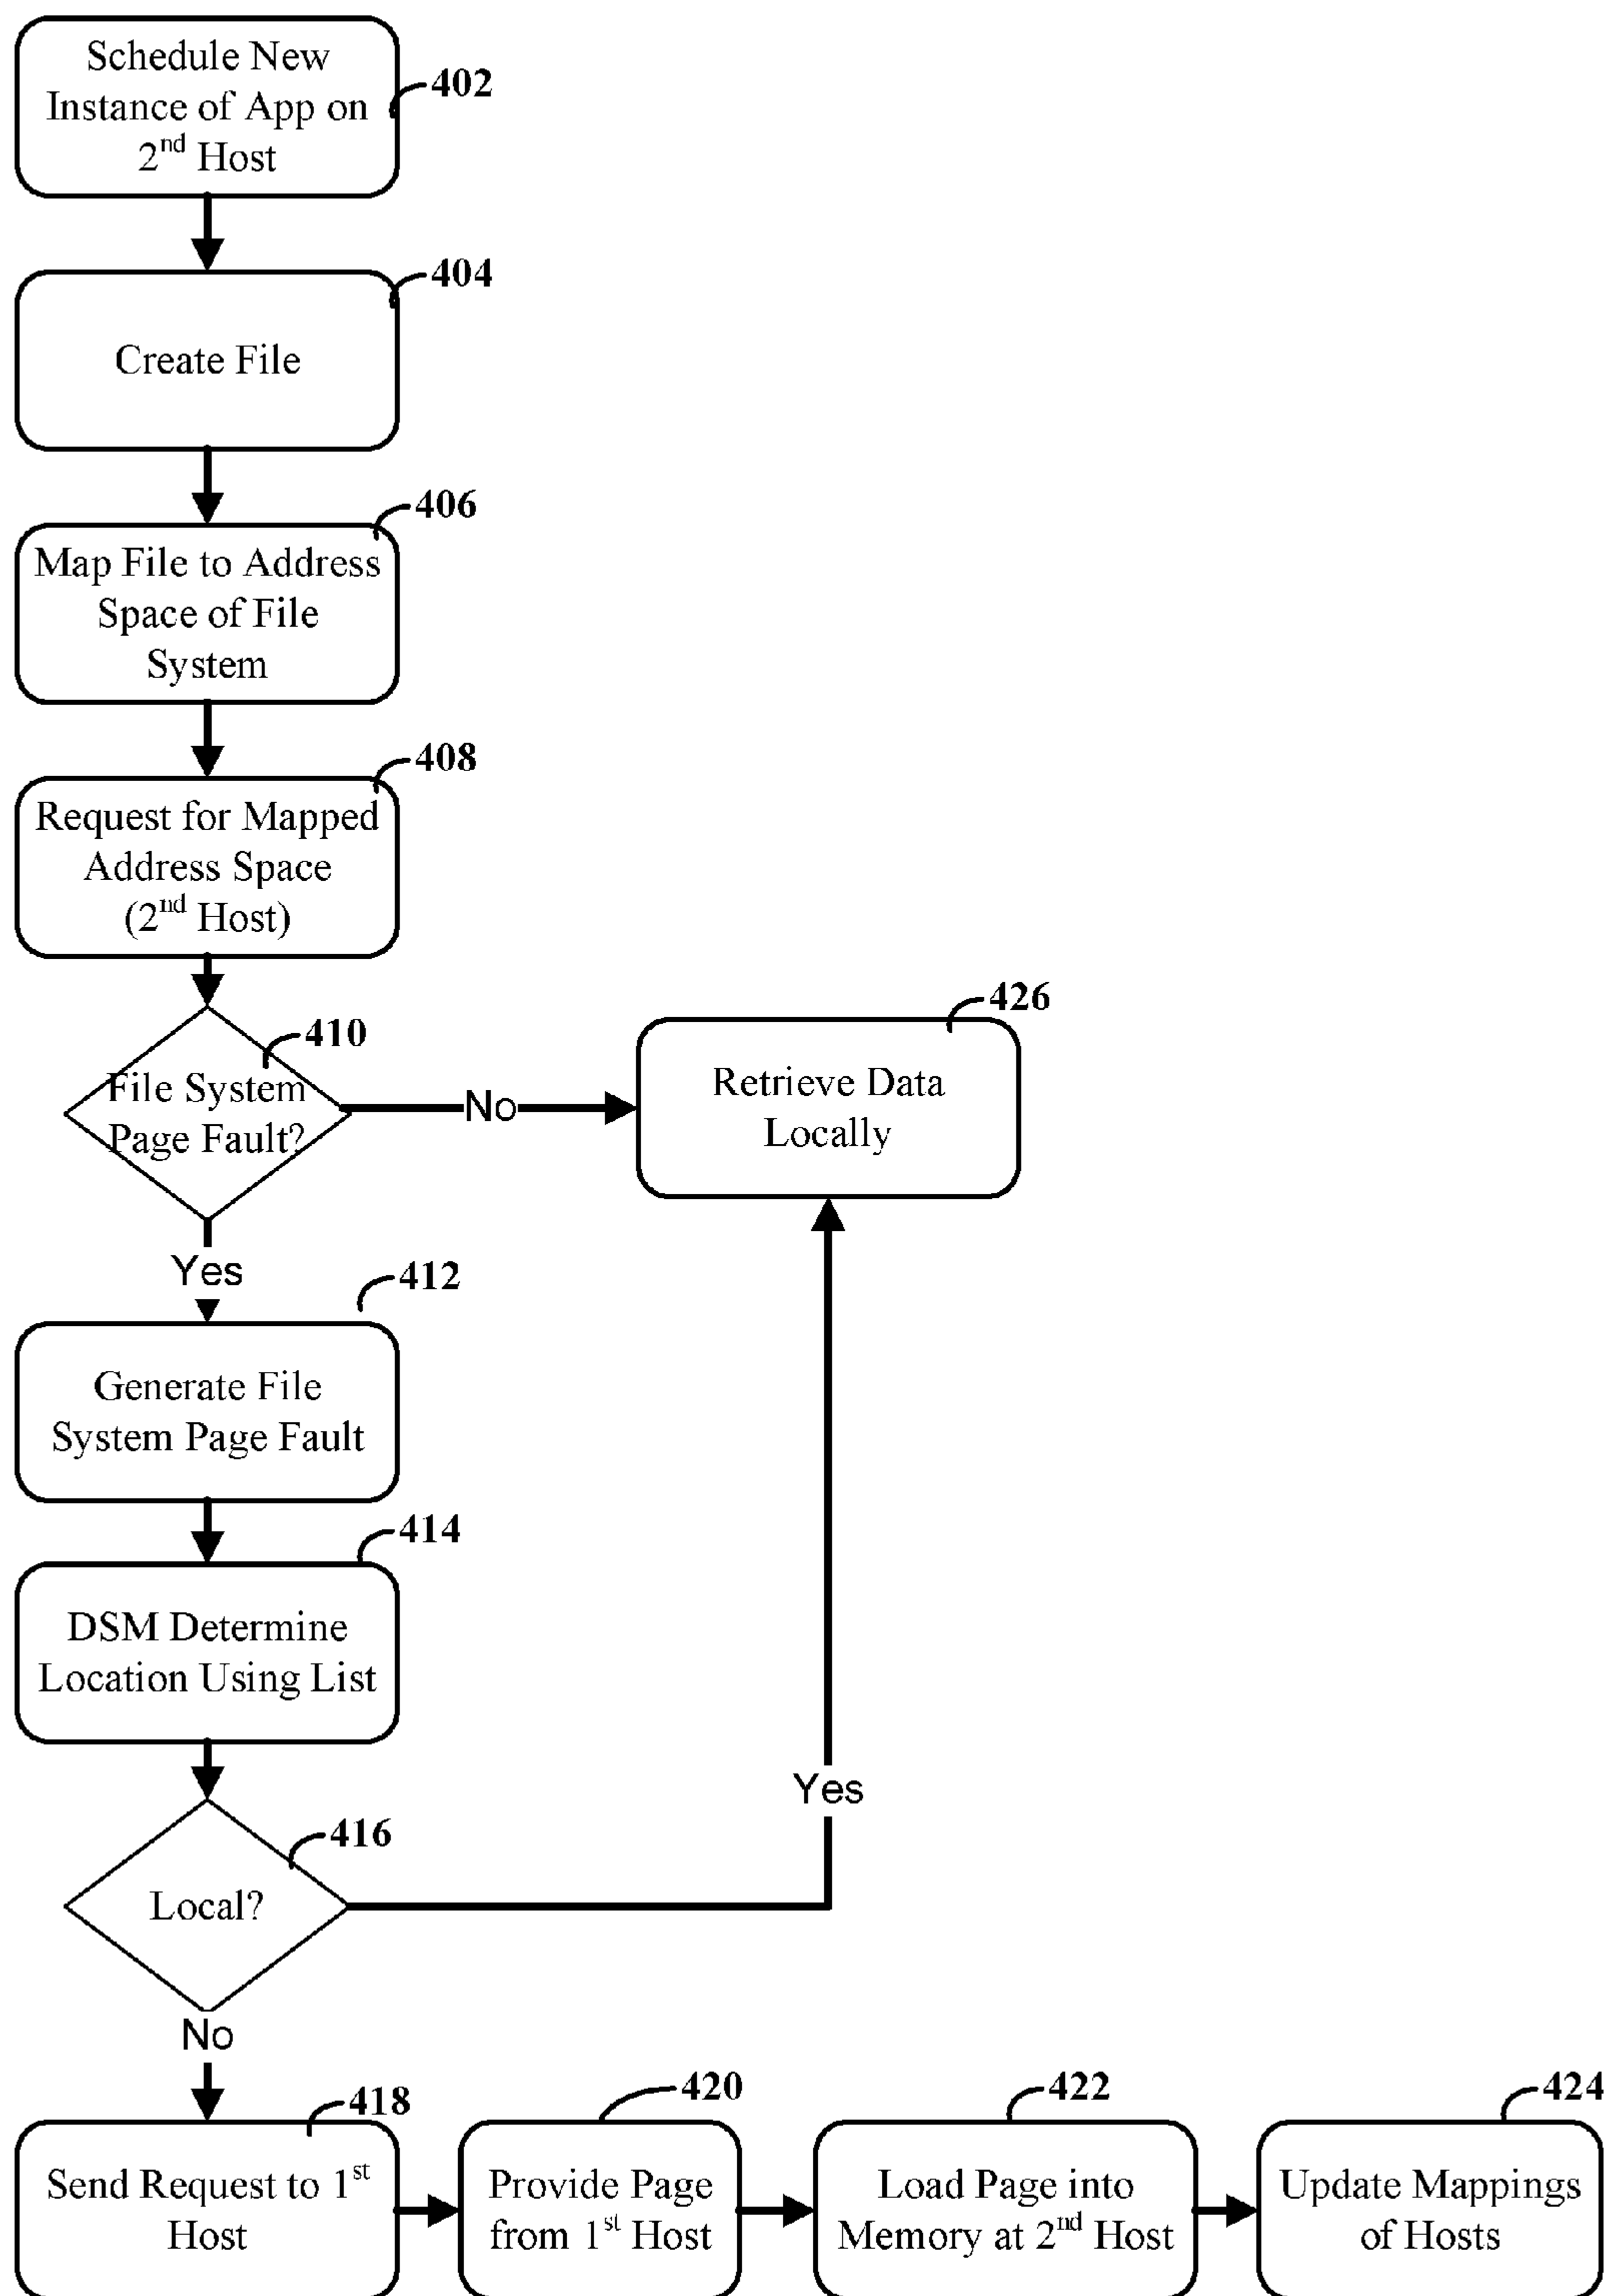 Schedule New
Instance of App on
2nd Host
402
404
Create File
406
Map File to Address
Space of File
System
408
Request for Mapped
Address Space
(2nd Host)
410
File System
Page Fault?
No
426
Retrieve Data
Locally
Yes
412
Generate File
System Page Fault
414
DSM Determine
Location Using List
Yes
416
Local?
No
418
Send Request to 1st
Host
420
Provide Page
from 1st Host
422
Load Page into
Memory at 2nd Host
424
Update Mappings
of Hosts